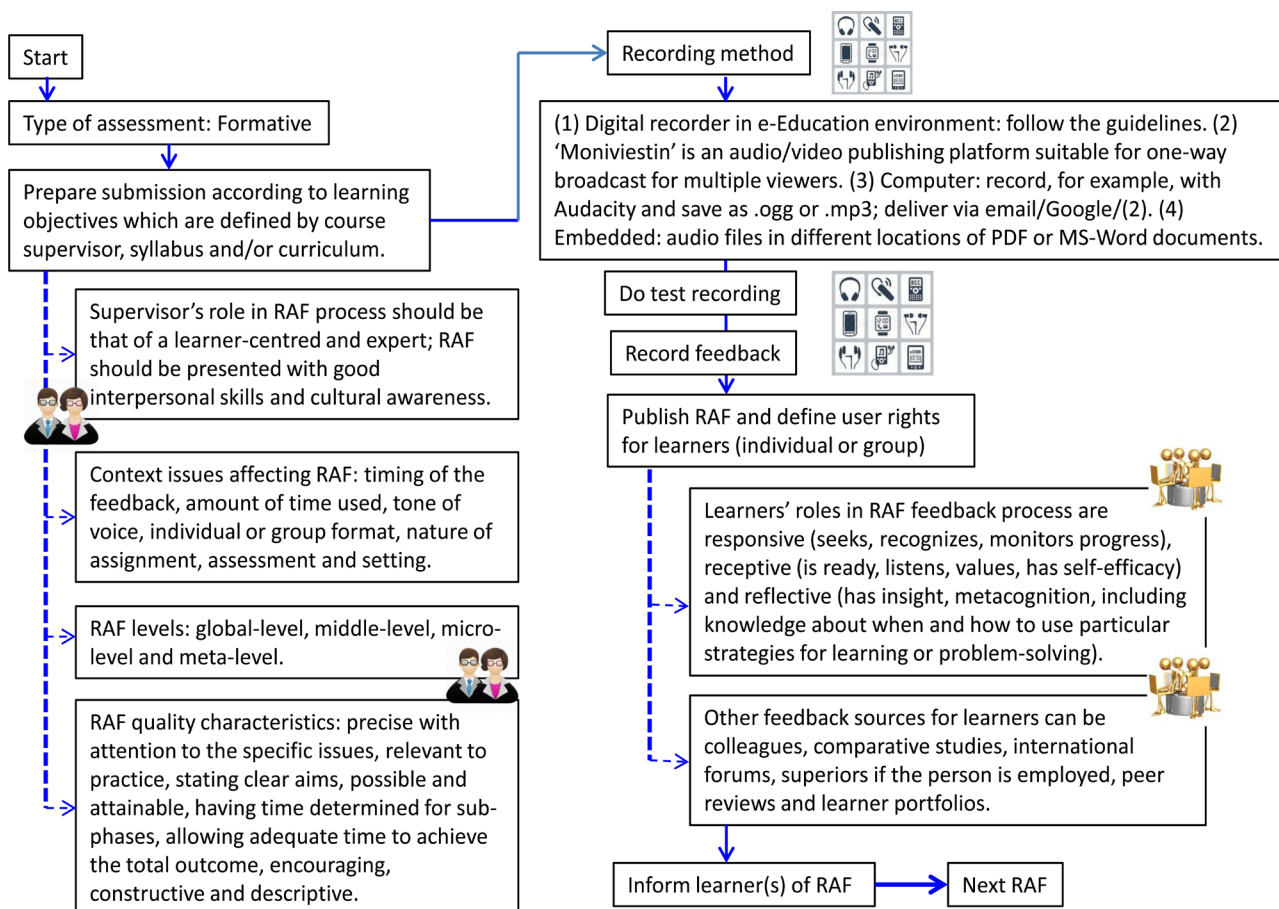 Start
Type of assessment: Formative
Prepare submission according to learning
objectives which are defined by course
supervisor, syllabus and/or curriculum.
Supervisor’s role in RAF process should be
that of a learner-centred and expert; RAF
should be presented with good
interpersonal skills and cultural awareness.
Context issues affecting RAF: timing of the
feedback, amount of time used, tone of
voice, individual or group format, nature of
assignment, assessment and setting.
RAF levels: global-level, middle-level, micro-
level and meta-level.
RAF quality characteristics: precise with
attention to the specific issues, relevant to
practice, stating clear aims, possible and
attainable, having time determined for sub-
phases, allowing adequate time to achieve
the total outcome, encouraging,
constructive and descriptive.
Recording method
(1) Digital recorder in e-Education environment: follow the guidelines. (2)
‘Moniviestin’ is an audio/video publishing platform suitable for one-way
broadcast for multiple viewers. (3) Computer: record, for example, with
Audacity and save as .ogg or .mp3; deliver via email/Google/(2). (4)
Embedded: audio files in different locations of PDF or MS-Word documents.
Do test recording
Record feedback
Publish RAF and define user rights
for learners (individual or group)
Learners’ roles in RAF feedback process are
responsive (seeks, recognizes, monitors progress),
receptive (is ready, listens, values, has self-efficacy)
and reflective (has insight, metacognition, including
knowledge about when and how to use particular
strategies for learning or problem-solving).
Other feedback sources for learners can be
colleagues, comparative studies, international
forums, superiors if the person is employed, peer
reviews and learner portfolios.
Inform learner(s) of RAF
Next RAF